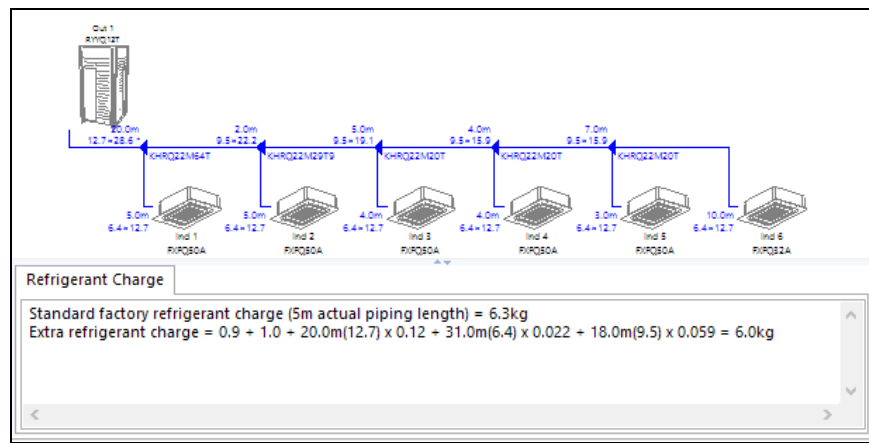 Out 1
RYYQ12T
20.0m
12.7×28.6 *
2.0m
9.5×22.2
5.0m
9.5×19.1
4.0m
9.5×15.9
7.0m
9.5×15.9
KHRQ22M64T
KHRQ22M29T9
KHRQ22M20T
KHRQ22M20T
KHRQ22M20T
5.0m
6.4×12.7
5.0m
6.4×12.7
4.0m
6.4×12.7
4.0m
6.4×12.7
3.0m
6.4×12.7
10.0m
6.4×12.7
Ind 1
FXFQ50A
Ind 2
FXFQ50A
Ind 3
FXFQ50A
Ind 4
FXFQ50A
Ind 5
FXFQ50A
Ind 6
FXFQ32A
Refrigerant Charge
Standard factory refrigerant charge (5m actual piping length) = 6.3kg
Extra refrigerant charge = 0.9 + 1.0 + 20.0m(12.7) x 0.12 + 31.0m(6.4) x 0.022 + 18.0m(9.5) x 0.059 = 6.0kg